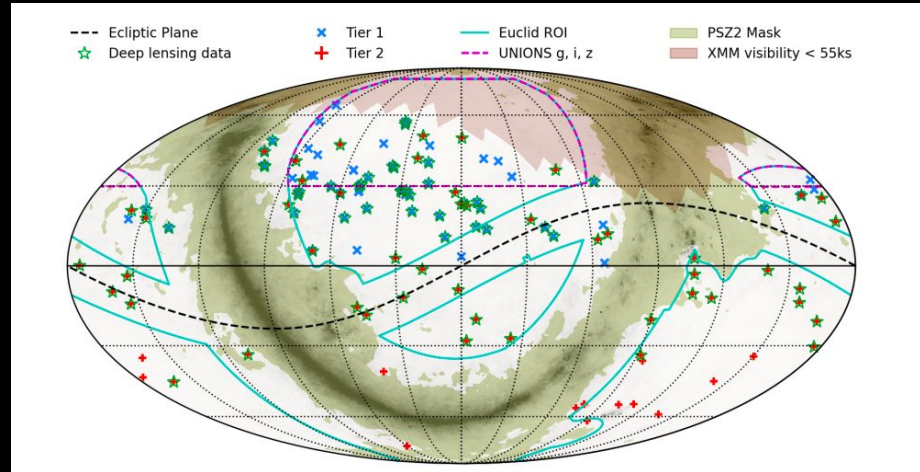 Ecliptic Plane
Deep lensing data
Tier 1
Tier 2
Euclid ROI
UNIONS g, i, z
PSZ2 Mask
XMM visibility < 55ks